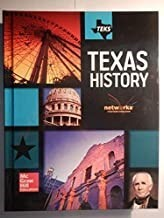 TEKS
TEXAS
HISTORY
networks
Mc
Graw
Hill
Education